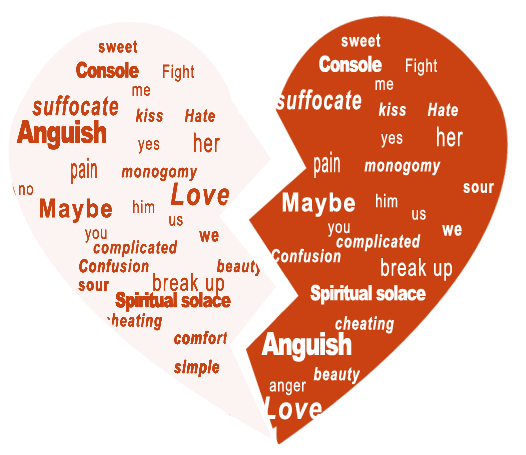 sweet
Console Fight
me
suffocate
kiss Hate
Anguish
yes her
pain monogomy
no
Love
Maybe him
us
you we
complicated
Confusion beauty
sour break up
Spiritual solace
cheating
comfort
simple
sweet
Console Fight
me
suffocate
kiss Hate
yes her
pain monogomy
sour
Maybe him
us
you we
complicated
Confusion
break up
Spiritual solace
cheating
Anguish
beauty
anger
Love